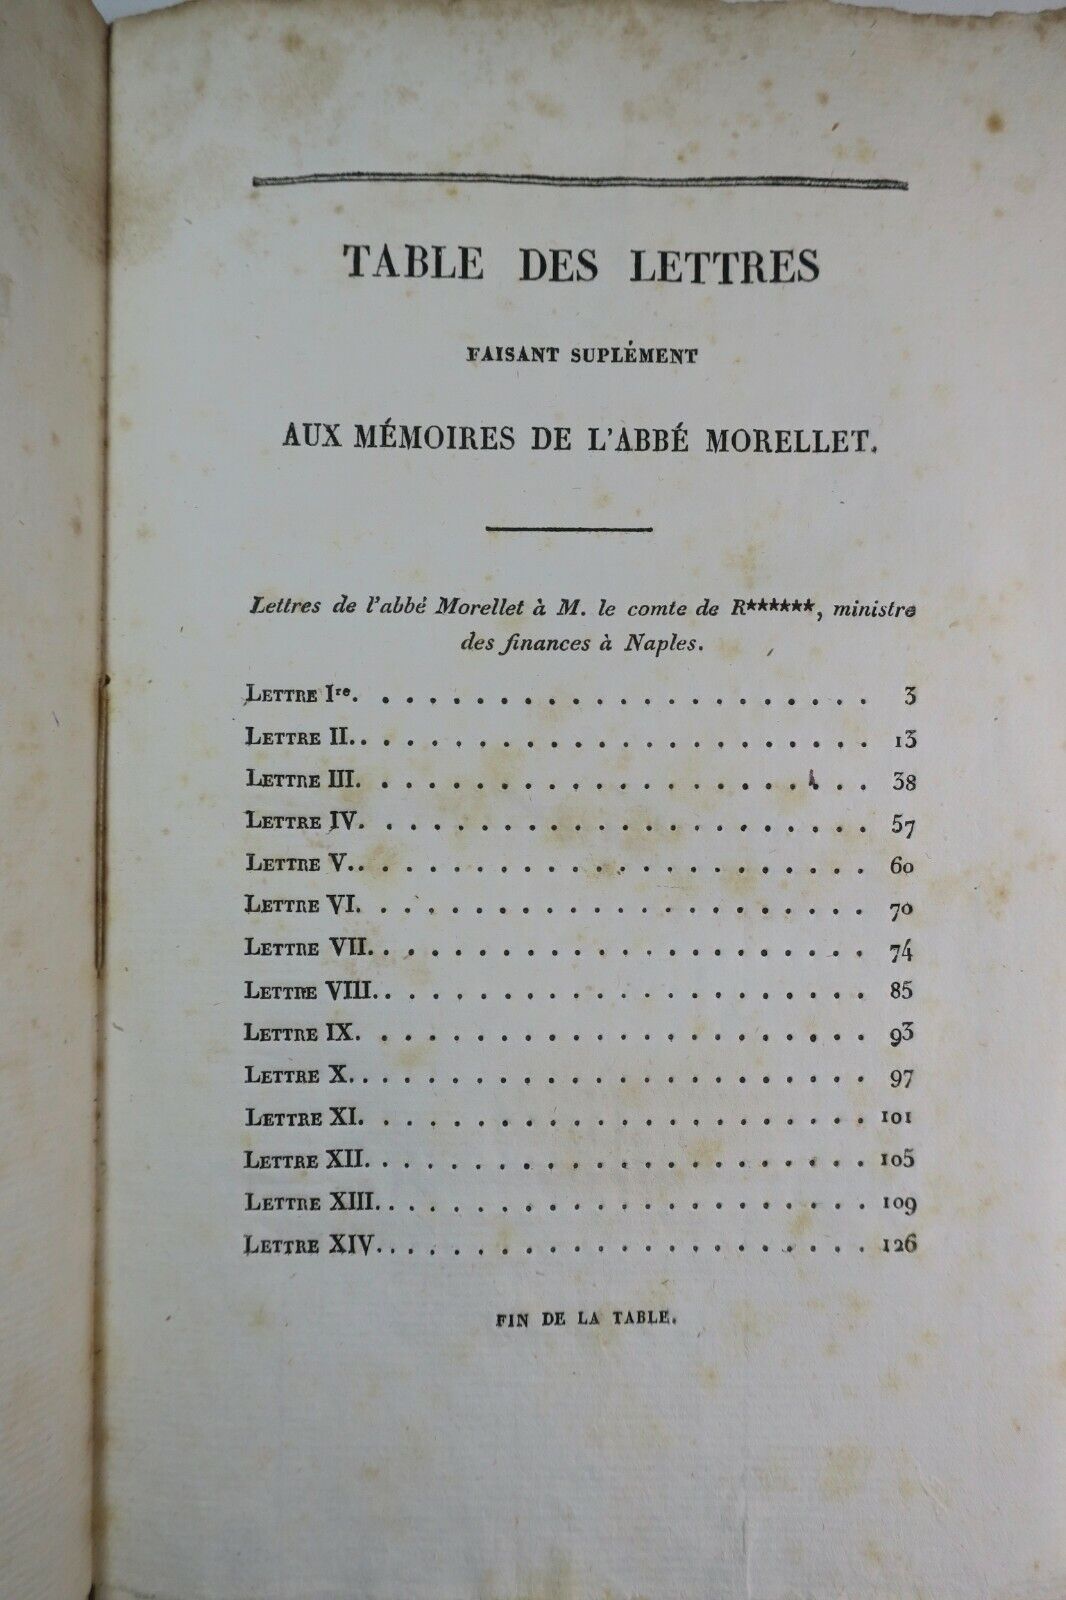 TABLE DES LETTRES
FAISANT SUPLÉMENT
AUX MÉMOIRES DE L'ABBÉ MORELLET.
Lettres de l'abbé Morellet à M. le comte de R******, ministre
des finances à Naples.
LETTRE Ire. . . . . . . . . . . . . . . . . . . . . . 3
LETTRE II. . . . . . . . . . . . . . . . . . . . . . . 13
LETTRE III. . . . . . . . . . . . . . . . . . . . . . 38
LETTRE IV. . . . . . . . . . . . . . . . . . . . . . 57
LETTRE V. . . . . . . . . . . . . . . . . . . . . . . 60
LETTRE VI. . . . . . . . . . . . . . . . . . . . . . 70
LETTRE VII. . . . . . . . . . . . . . . . . . . . . . 74
LETTRE VIII. . . . . . . . . . . . . . . . . . . . . . 85
LETTRE IX. . . . . . . . . . . . . . . . . . . . . . 93
LETTRE X. . . . . . . . . . . . . . . . . . . . . . . 97
LETTRE XI. . . . . . . . . . . . . . . . . . . . . . 101
LETTRE XII. . . . . . . . . . . . . . . . . . . . . . 105
LETTRE XIII. . . . . . . . . . . . . . . . . . . . . . 109
LETTRE XIV. . . . . . . . . . . . . . . . . . . . . . 126
FIN DE LA TABLE.